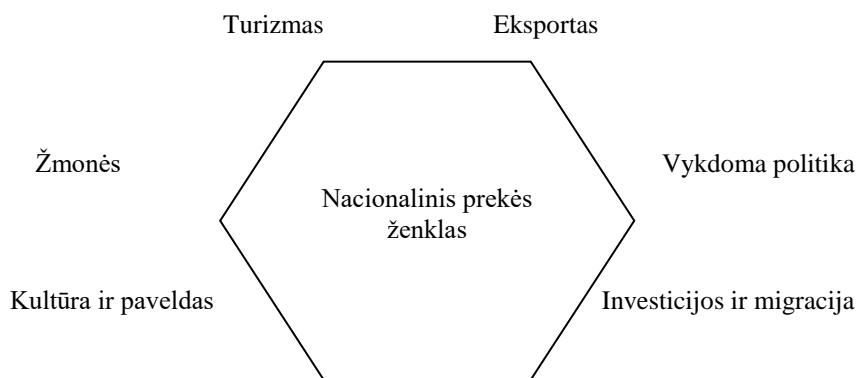 Turizmas
Eksportas
Žmonės
Vykdoma politika
Nacionalinis prekės
ženklas
Kultūra ir paveldas
Investicijos ir migracija